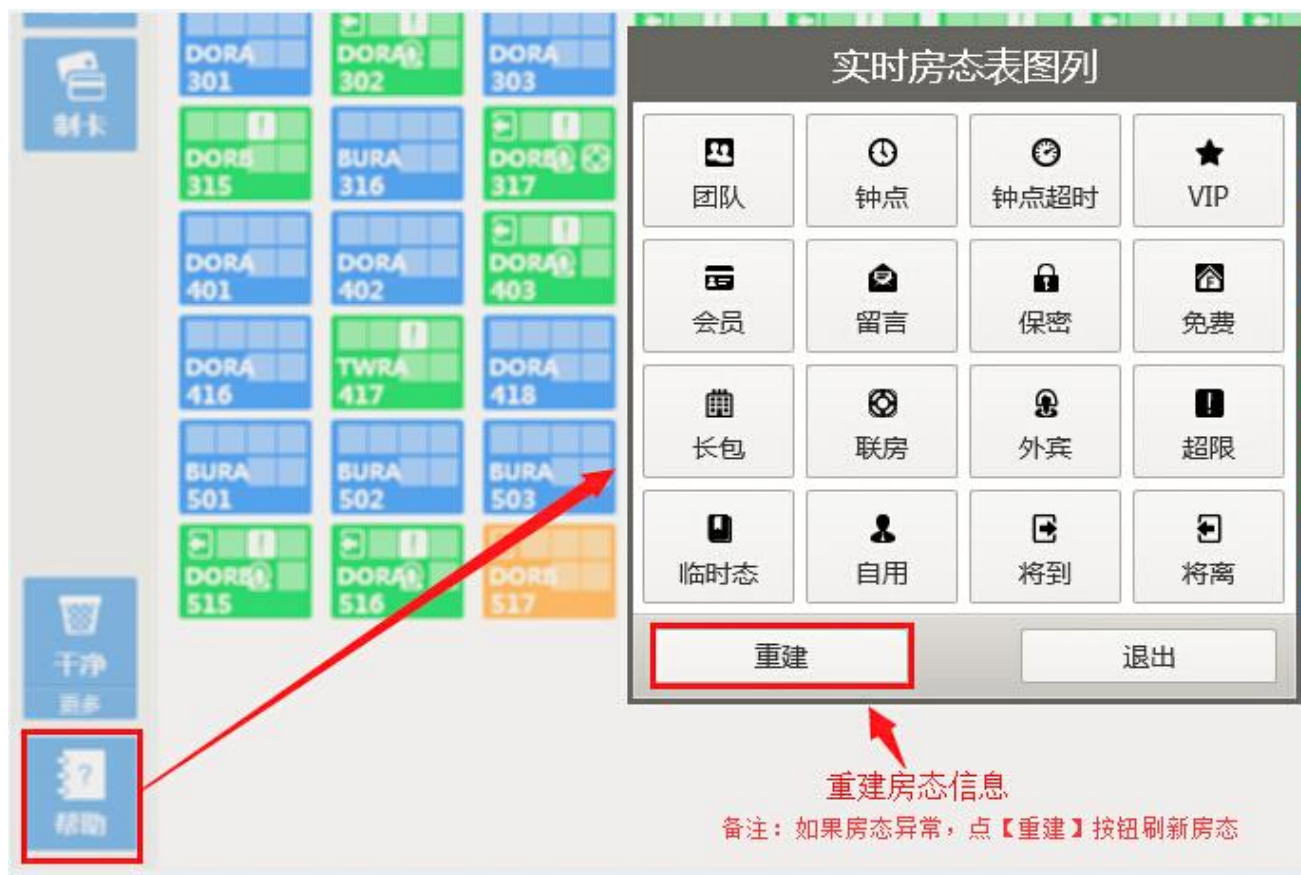 制卡
DORA
301
DORA
302
DORA
303
DORB
315
BURA
316
DORB
317
DORA
401
DORA
402
DORA
403
DORA
416
TWRA
417
DORA
418
BURA
501
BURA
502
BURA
503
DORB
515
DORA
516
DORB
517
干净
更多
帮助
实时房态表图列
团队
钟点
钟点超时
VIP
会员
留言
保密
免费
长包
联房
外宾
超限
临时态
自用
将到
将离
重建
退出
重建房态信息
备注：如果房态异常，点【重建】按钮刷新房态